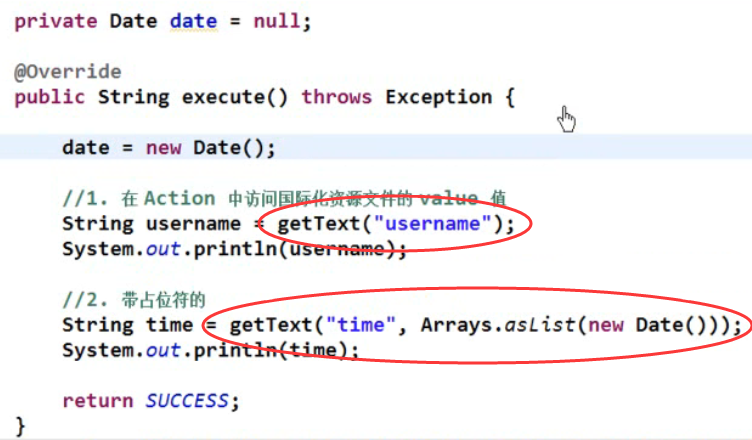 private Date date = null;
@Override
public String execute() throws Exception {
date = new Date();
//1. 在 Action 中访问国际化资源文件的 value 值
String username = getText("username");
System.out.println(username);
//2. 带占位符的
String time = getText("time", Arrays.asList(new Date()));
System.out.println(time);
return SUCCESS;
}